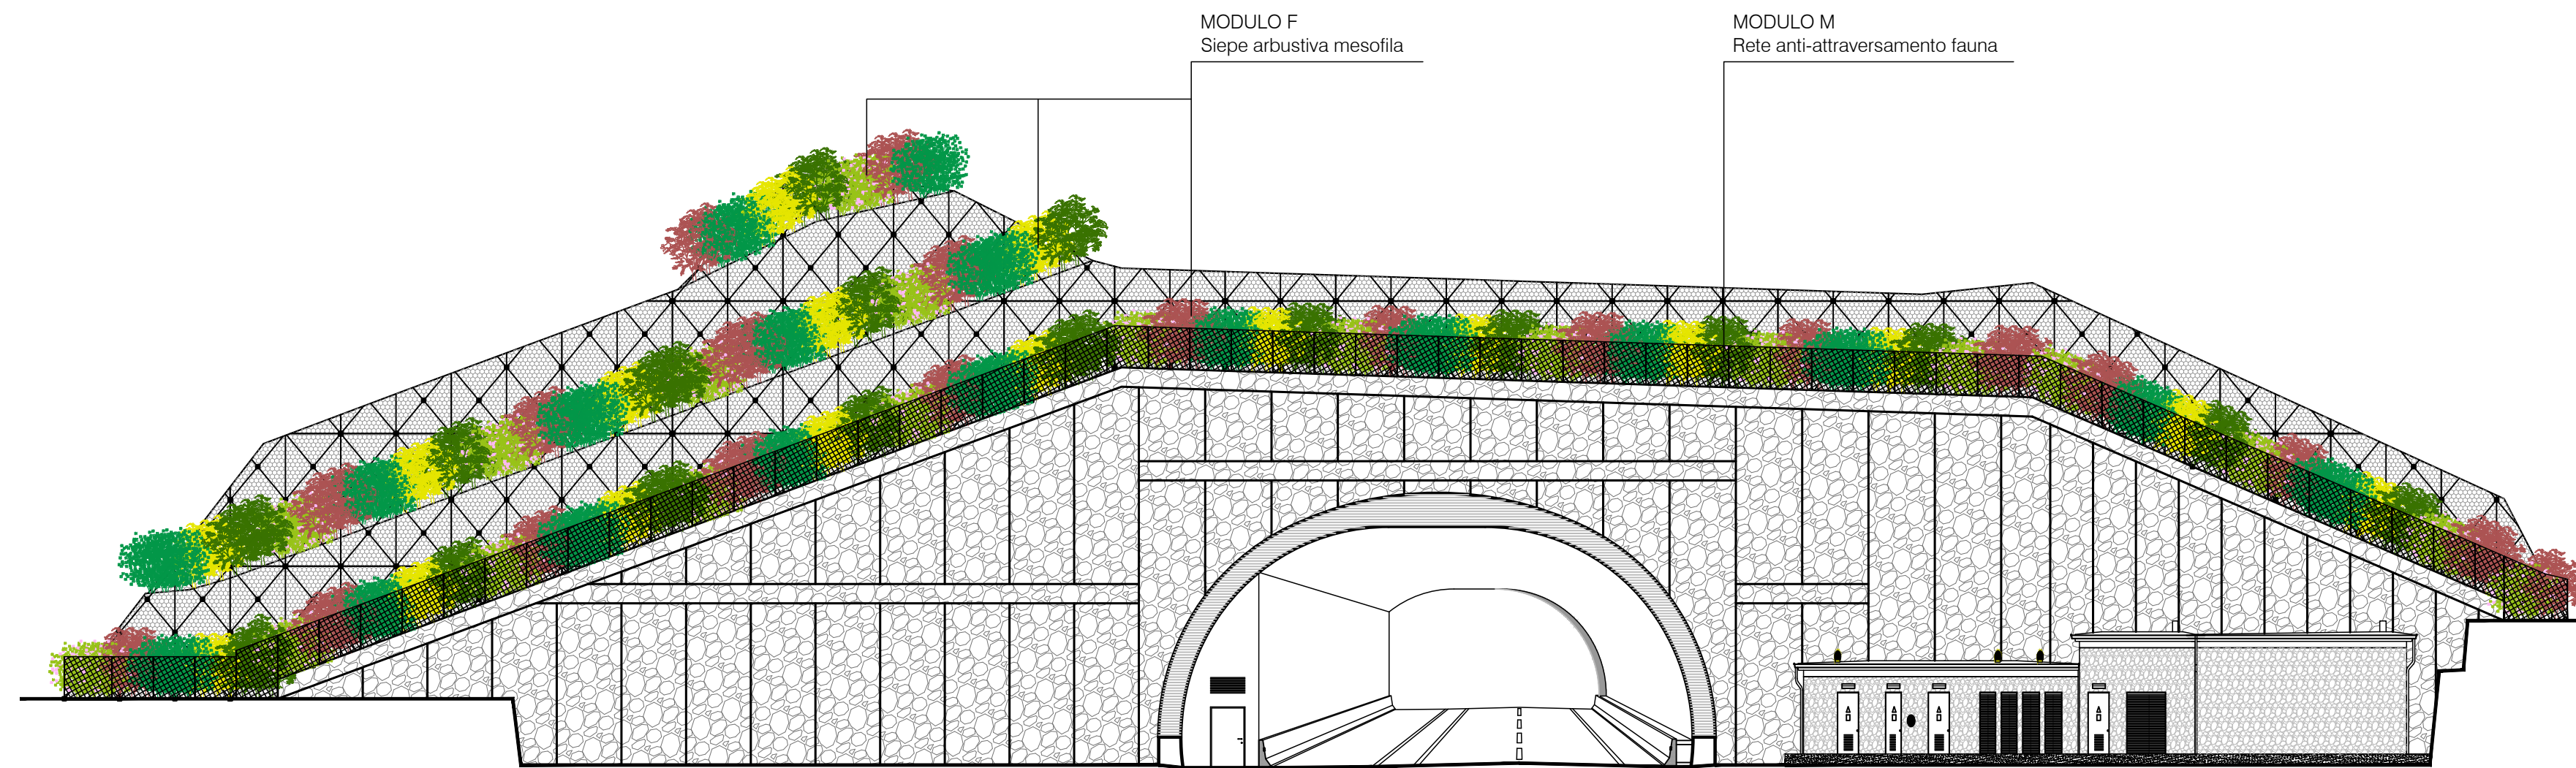 MODULO F
Siepe arbustiva mesofila
MODULO M
Rete anti-attraversamento fauna